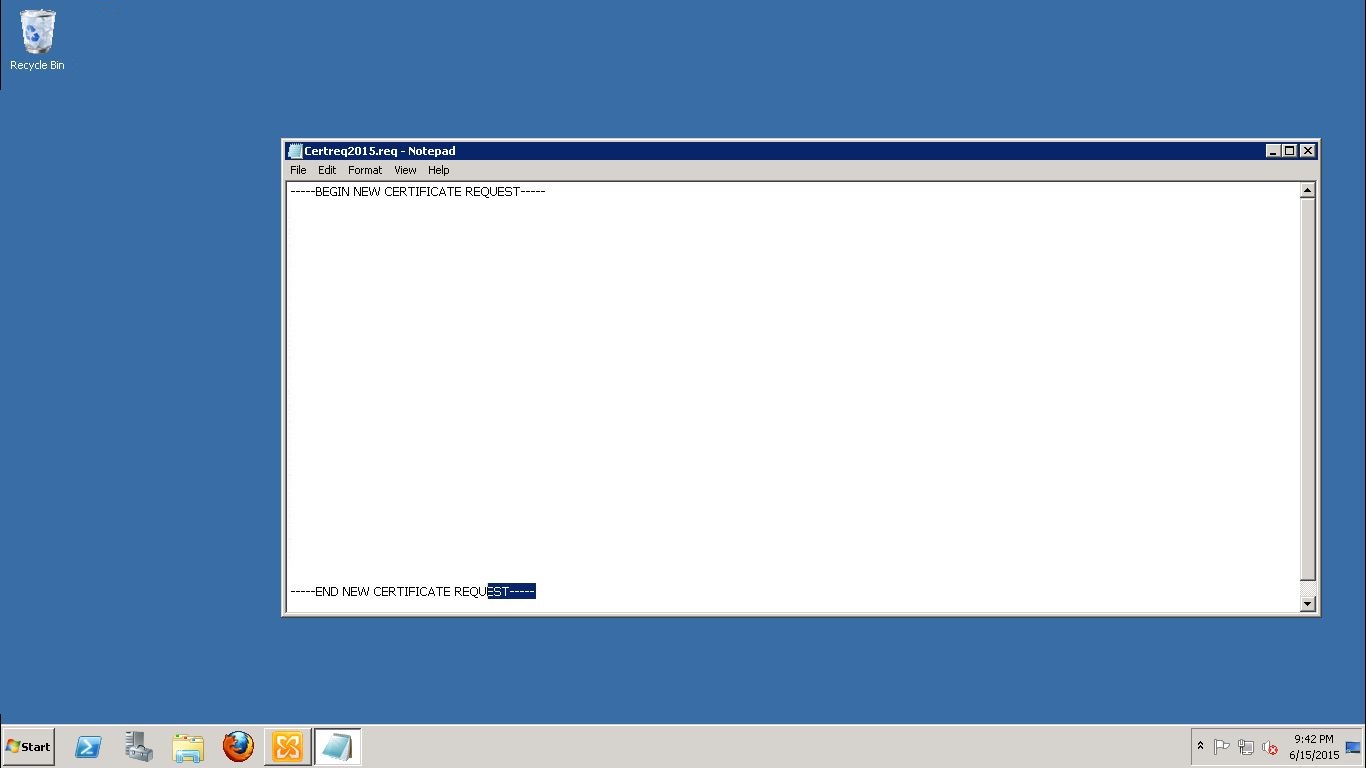 Recycle Bin
Certreq2015.req - Notepad
File Edit Format View Help
-----BEGIN NEW CERTIFICATE REQUEST-----
-----END NEW CERTIFICATE REQUEST-----
Start
9:42 PM
6/15/2015